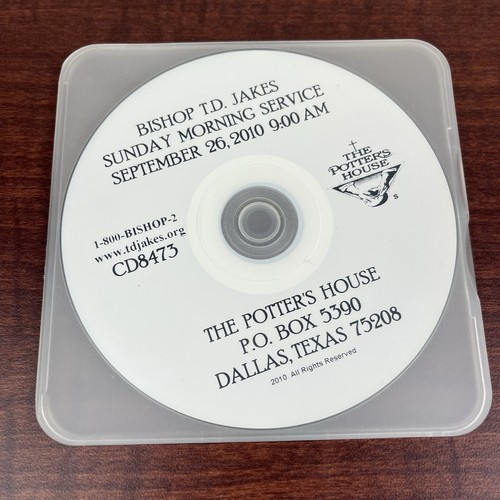 BISHOP T.D. JAKES
SUNDAY MORNING SERVICE
SEPTEMBER 26, 2010 9:00 AM
THE
POTTER'S
HOUSE
S
1-800-BISHOP-2
www.tdjakes.org
CD8473
THE POTTER'S HOUSE
P.O. BOX 5390
DALLAS, TEXAS 75208
2010 All Rights Reserved